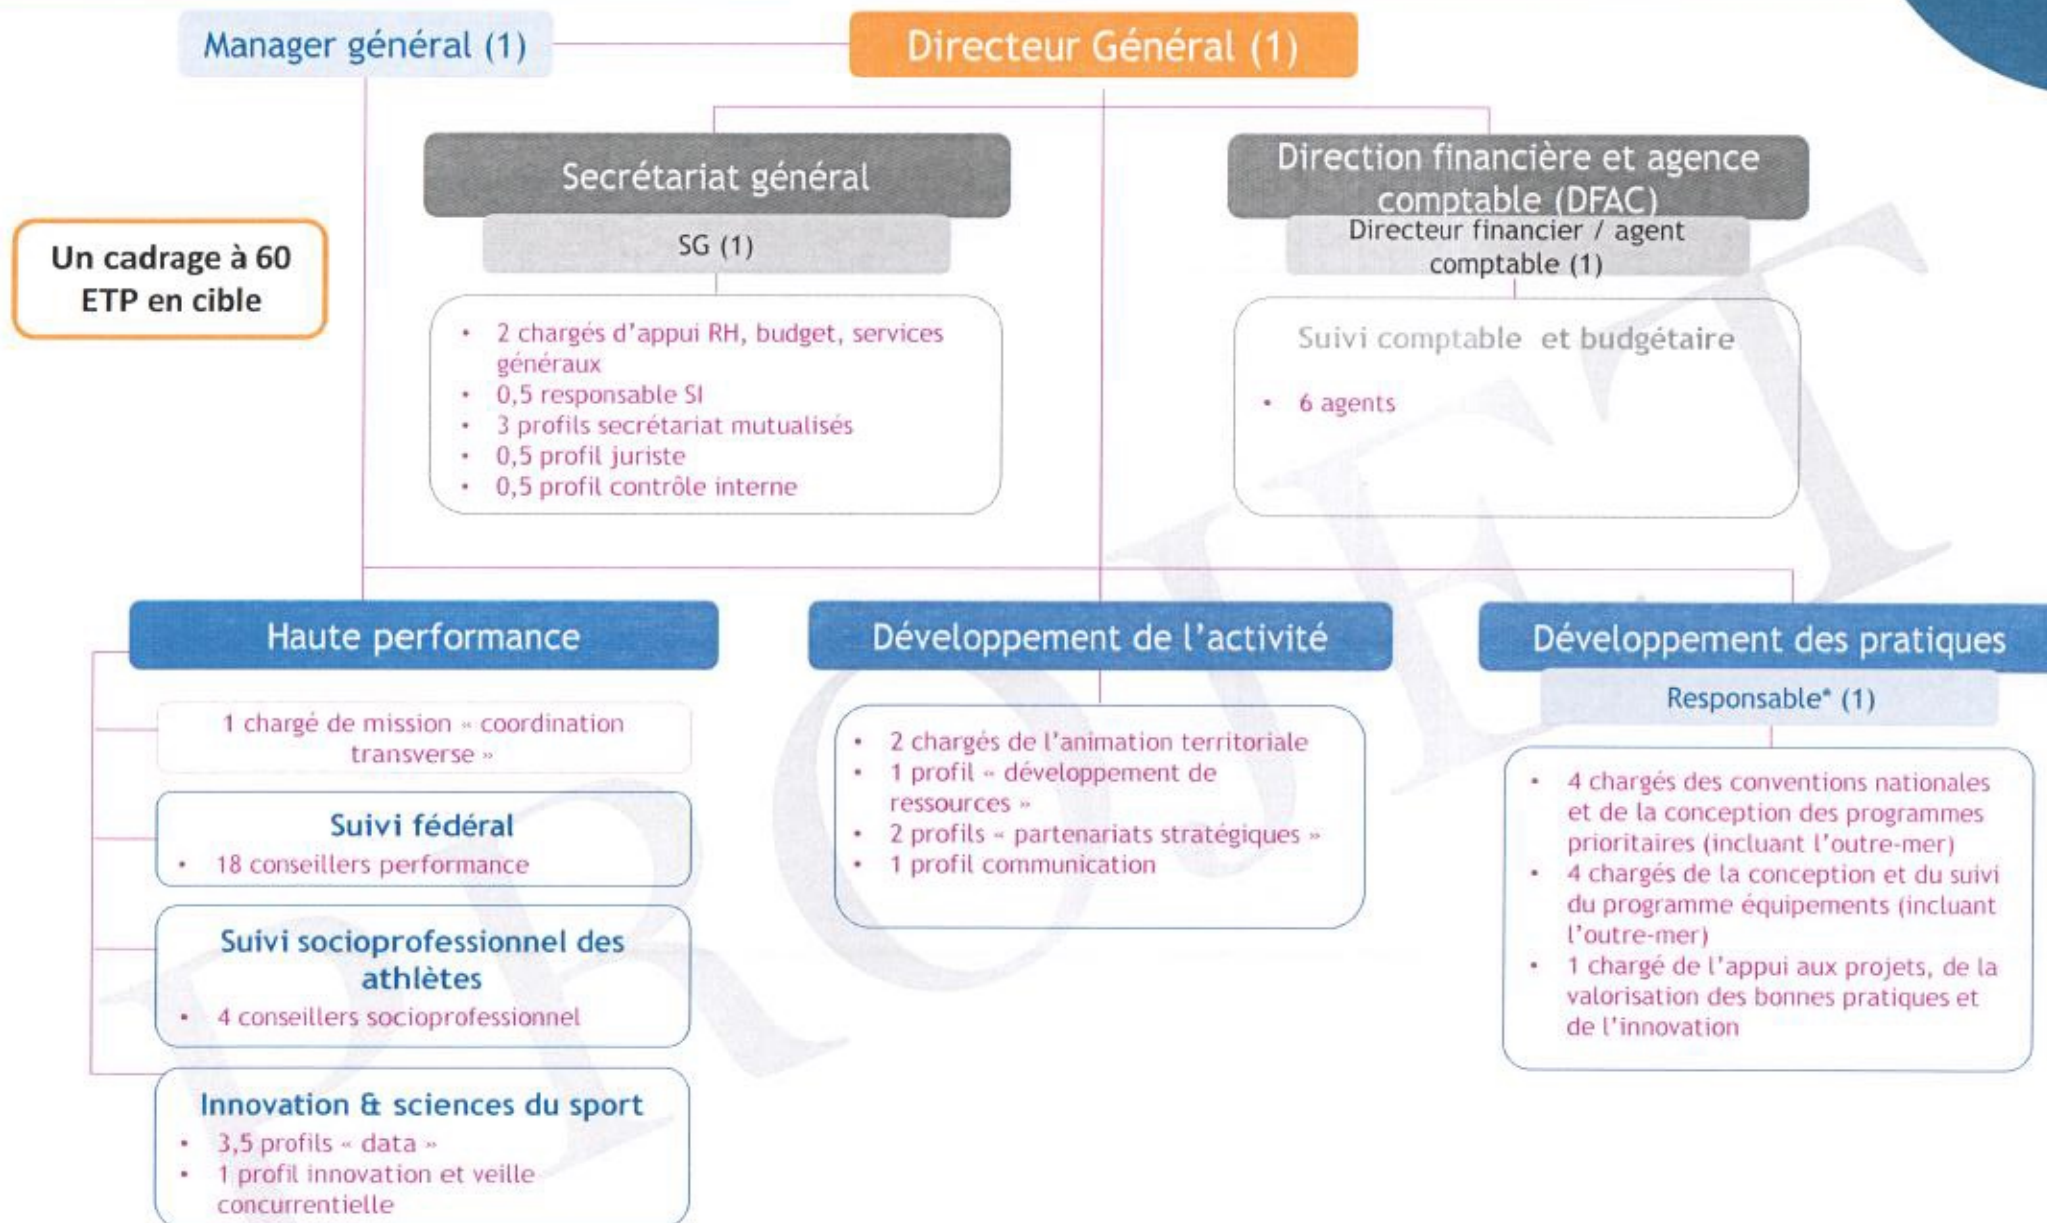 Manager général (1)
Directeur Général (1)
Secrétariat général
SG (1)
Direction financière et agence
comptable (DFAC)
Directeur financier / agent
comptable (1)
Un cadrage à 60
ETP en cible
• 2 chargés d’appui RH, budget, services
généraux
• 0,5 responsable SI
• 3 profils secrétariat mutualisés
• 0,5 profil juriste
• 0,5 profil contrôle interne
Suivi comptable et budgétaire
• 6 agents
Haute performance
1 chargé de mission « coordination
transverse »
Suivi fédéral
• 18 conseillers performance
Suivi socioprofessionnel des
athlètes
• 4 conseillers socioprofessionnel
Innovation & sciences du sport
• 3,5 profils « data »
• 1 profil innovation et veille
concurrentielle
Développement de l’activité
• 2 chargés de l’animation territoriale
• 1 profil « développement de
ressources »
• 2 profils « partenariats stratégiques »
• 1 profil communication
Développement des pratiques
Responsable* (1)
• 4 chargés des conventions nationales
et de la conception des programmes
prioritaires (incluant l’outre-mer)
• 4 chargés de la conception et du suivi
du programme équipements (incluant
l’outre-mer)
• 1 chargé de l’appui aux projets, de la
valorisation des bonnes pratiques et
de l’innovation
PROJET